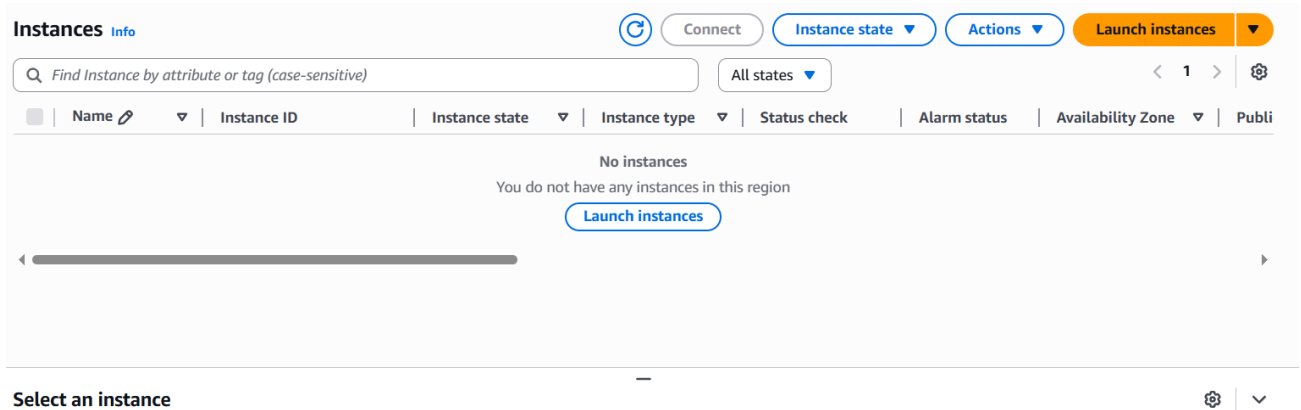 Instances Info Connect Instance state Actions Launch instances
Find Instance by attribute or tag (case-sensitive) All states 1
Name Instance ID Instance state Instance type Status check Alarm status Availability Zone Publi
No instances
You do not have any instances in this region
Launch instances
Select an instance